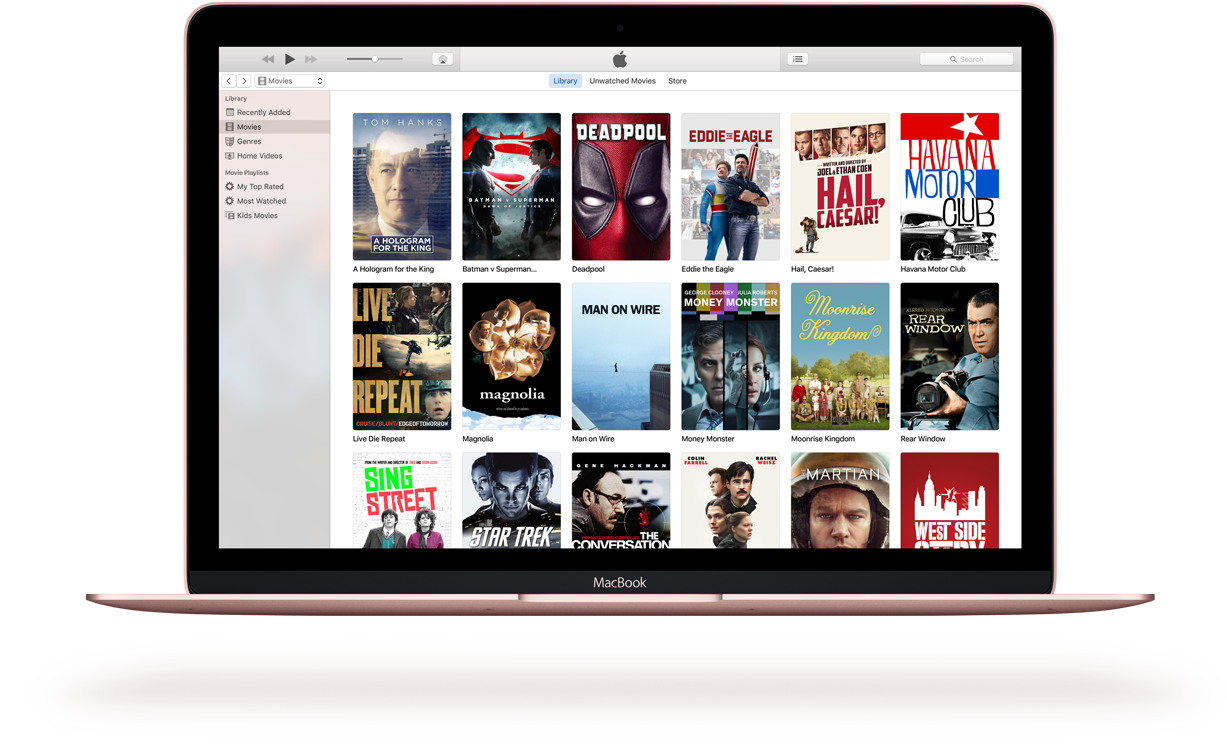 Search
Movies
Library
Unwatched Movies
Store
Library
Recently Added
Movies
Genres
Home Videos
Movie Playlists
My Top Rated
Most Watched
Kids Movies
TOM HANKS
A HOLOGRAM
FOR THE KING
A Hologram for the King
BATMAN v SUPERMAN
DAWN OF JUSTICE
Batman v Superman...
DEADPOOL
Deadpool
EDDIE THE EAGLE
Eddie the Eagle
WRITTEN AND DIRECTED BY
JOEL & ETHAN COEN
HAIL,
CAESAR!
Hail, Caesar!
HAVANA
MOTOR
CLUB
Havana Motor Club
LIVE
DIE
REPEAT
CRUISE/BLUNT/EDGEOFTOMORROW
Live Die Repeat
magnolia
Magnolia
MAN ON WIRE
Man on Wire
GEORGE CLOONEY JULIA ROBERTS
MONEY MONSTER
Money Monster
Moonrise
Kingdom
Moonrise Kingdom
ALFRED HITCHCOCK'S
REAR
WINDOW
Rear Window
SING
STREET
STAR TREK
GENE HACKMAN
THE
CONVERSATION
COLIN
FARRELL
RACHEL
WEISZ
THE MARTIAN
WEST SIDE
STORY
MacBook